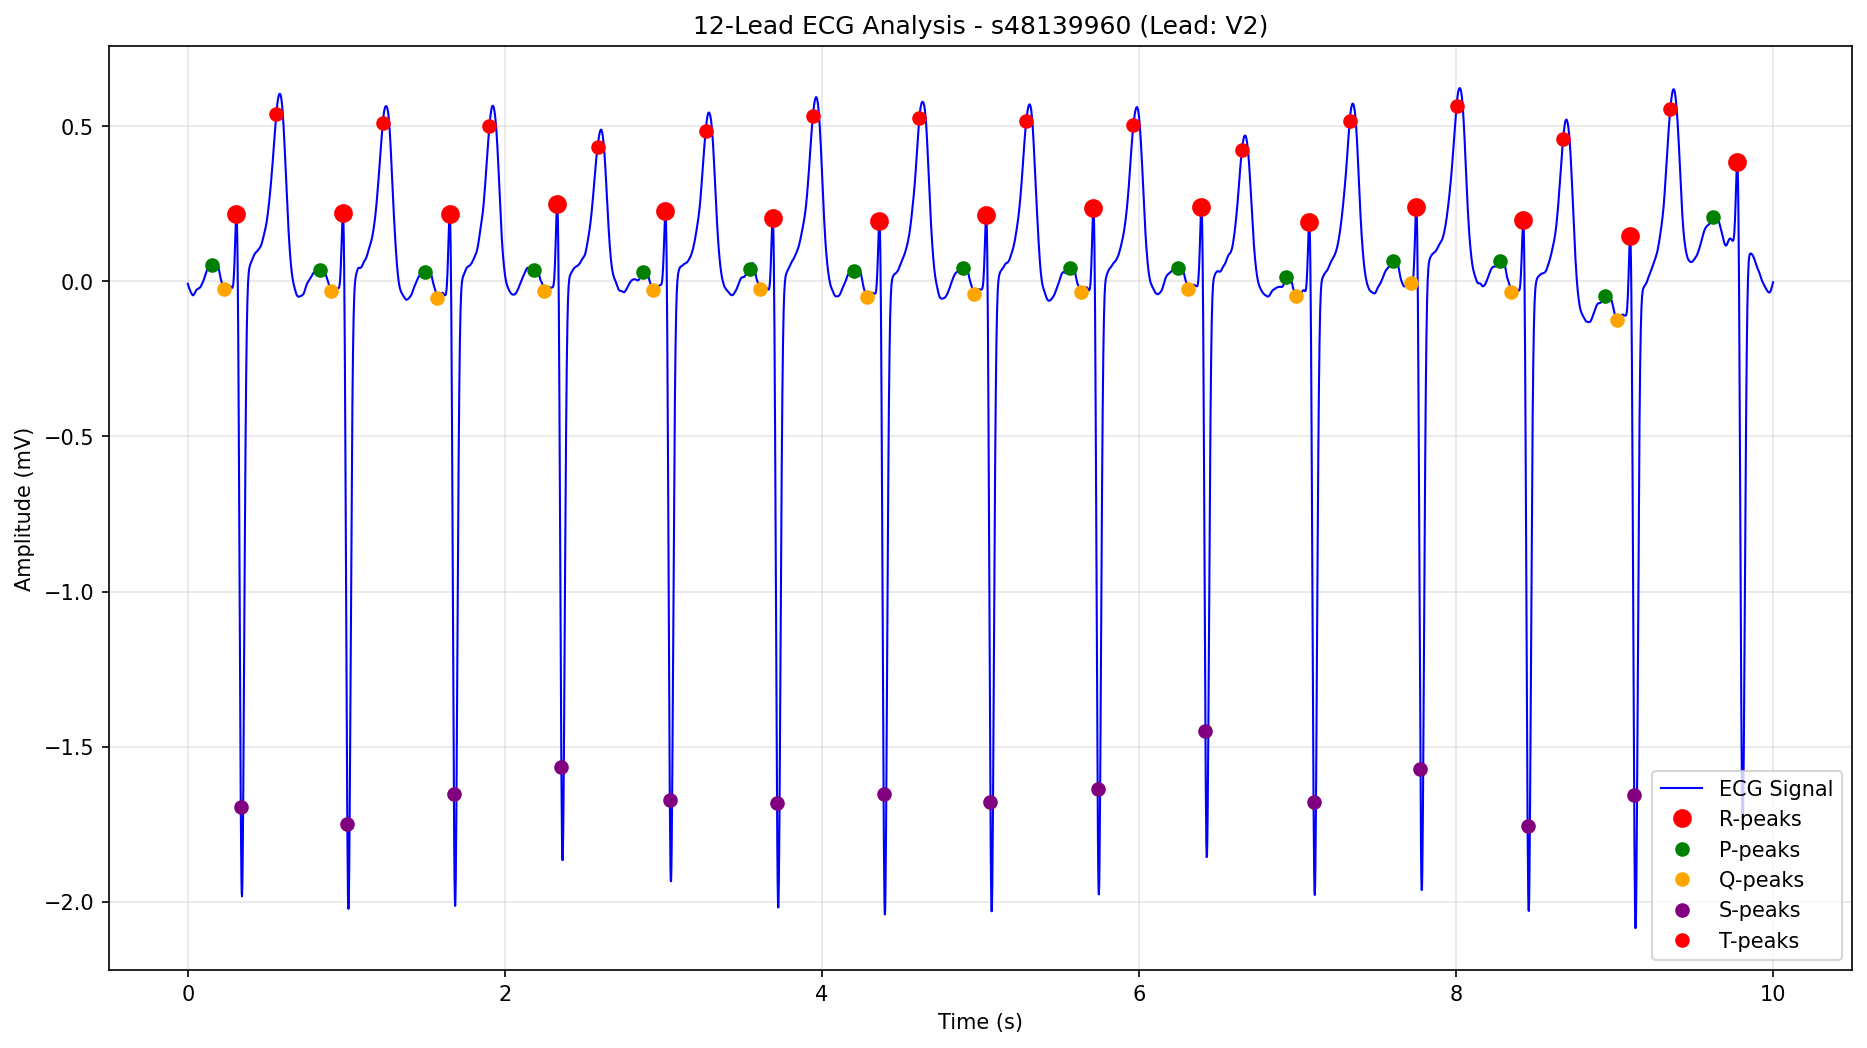 12-Lead ECG Analysis - s48139960 (Lead: V2)
Amplitude (mV)
0.5
0.0
−0.5
−1.0
−1.5
−2.0
ECG Signal
R-peaks
P-peaks
Q-peaks
S-peaks
T-peaks
0 2 4 6 8 10
Time (s)